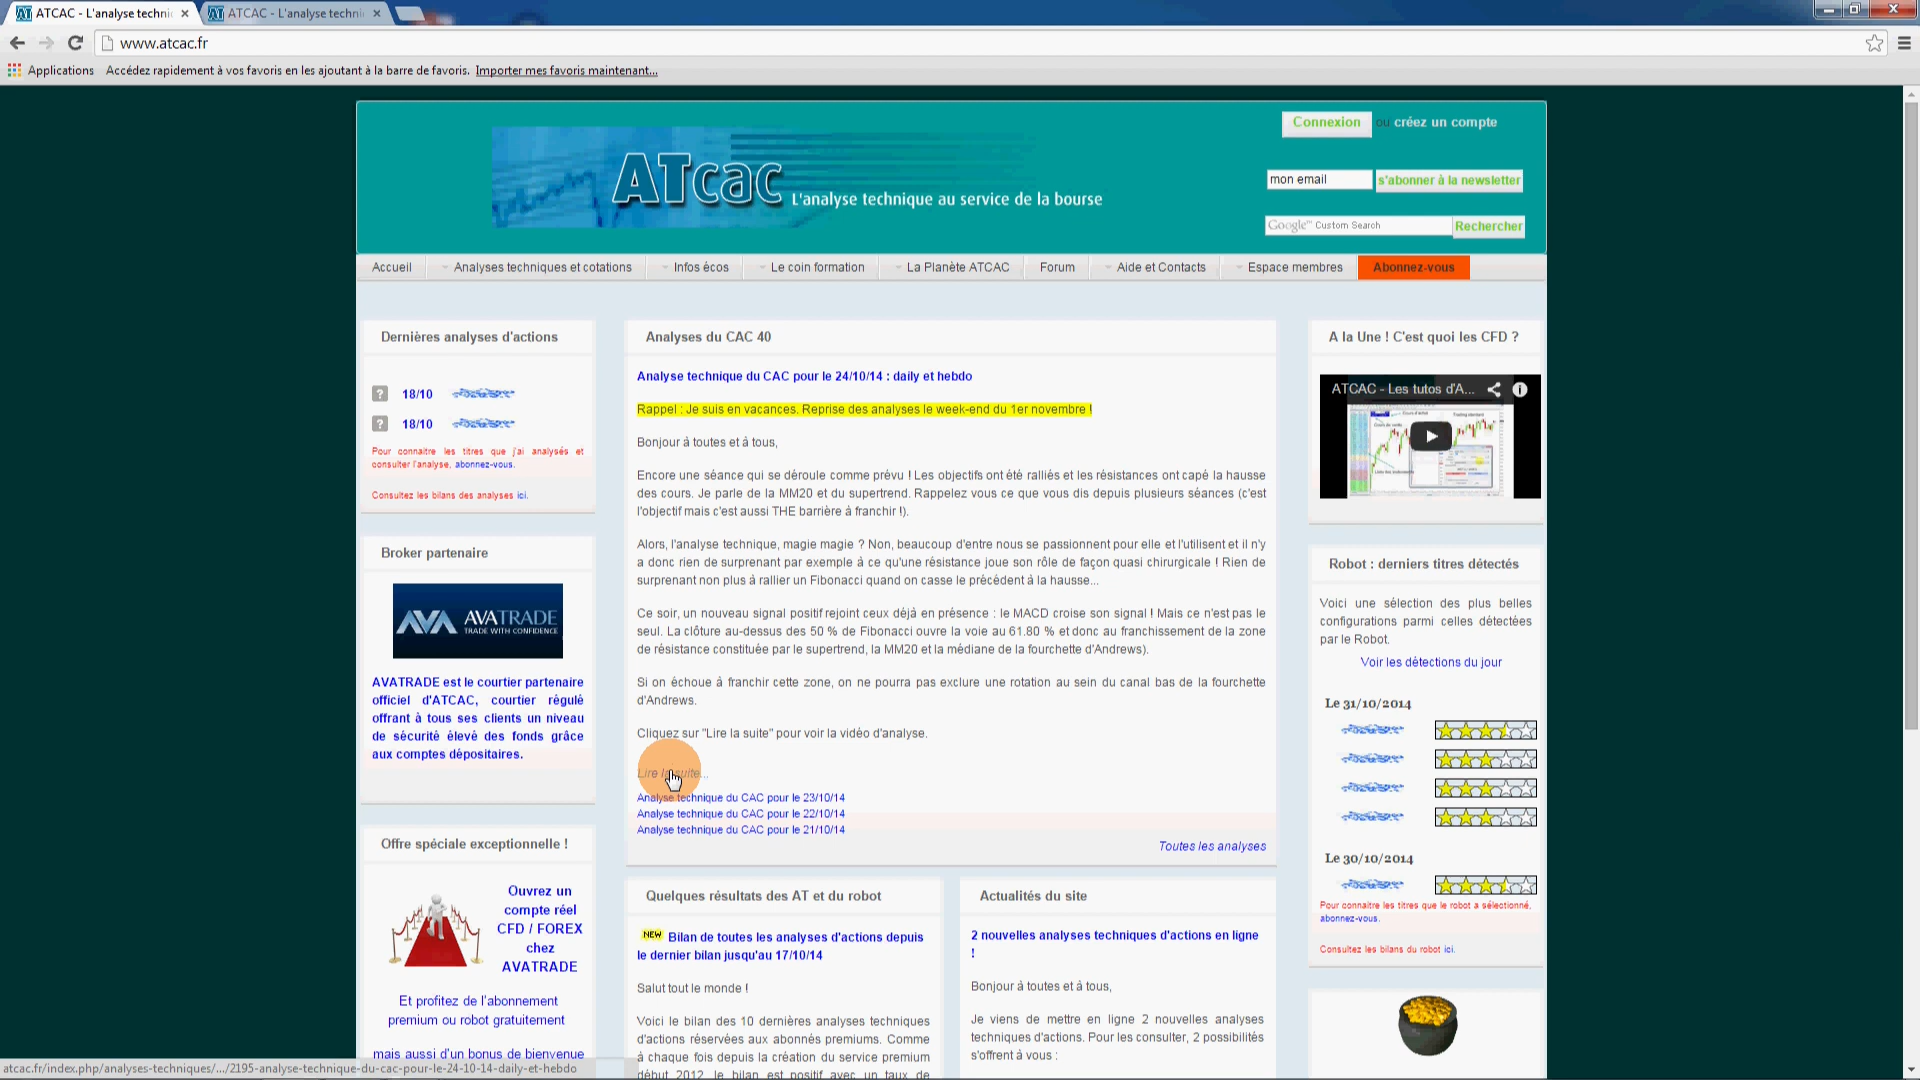 ATCAC - L'analyse techni
ATCAC - L'analyse techni
www.atcac.fr
Applications Accédez rapidement à vos favoris en les ajoutant à la barre de favoris. Importer mes favoris maintenant...
Connexion ou créez un compte
ATcac L'analyse technique au service de la bourse
mon email s'abonner à la newsletter
Google™ Custom Search Rechercher
Accueil Analyses techniques et cotations Infos écos Le coin formation La Planète ATCAC Forum Aide et Contacts Espace membres Abonnez-vous
Dernières analyses d'actions
? 18/10
? 18/10
Pour connaitre les titres que j'ai analysés et
consulter l'analyse, abonnez-vous.
Consultez les bilans des analyses ici.
Broker partenaire
AVATRADE
TRADE WITH CONFIDENCE
AVATRADE est le courtier partenaire
officiel d'ATCAC, courtier régulé
offrant à tous ses clients un niveau
de sécurité élevé des fonds grâce
aux comptes dépositaires.
Offre spéciale exceptionnelle !
Ouvrez un
compte réel
CFD / FOREX
chez
AVATRADE
Et profitez de l'abonnement
premium ou robot gratuitement
mais aussi d'un bonus de bienvenue
Analyses du CAC 40
Analyse technique du CAC pour le 24/10/14 : daily et hebdo
Rappel : Je suis en vacances. Reprise des analyses le week-end du 1er novembre !
Bonjour à toutes et à tous,
Encore une séance qui se déroule comme prévu ! Les objectifs ont été ralliés et les résistances ont capé la hausse
des cours. Je parle de la MM20 et du supertrend. Rappelez vous ce que vous dis depuis plusieurs séances (c'est
l'objectif mais c'est aussi THE barrière à franchir !).
Alors, l'analyse technique, magie magie ? Non, beaucoup d'entre nous se passionnent pour elle et l'utilisent et il n'y
a donc rien de surprenant par exemple à ce qu'une résistance joue son rôle de façon quasi chirurgicale ! Rien de
surprenant non plus à rallier un Fibonacci quand on casse le précédent à la hausse...
Ce soir, un nouveau signal positif rejoint ceux déjà en présence : le MACD croise son signal ! Mais ce n'est pas le
seul. La clôture au-dessus des 50 % de Fibonacci ouvre la voie au 61.80 % et donc au franchissement de la zone
de résistance constituée par le supertrend, la MM20 et la médiane de la fourchette d'Andrews).
Si on échoue à franchir cette zone, on ne pourra pas exclure une rotation au sein du canal bas de la fourchette
d'Andrews.
Cliquez sur "Lire la suite" pour voir la vidéo d'analyse.
Lire la suite...
Analyse technique du CAC pour le 23/10/14
Analyse technique du CAC pour le 22/10/14
Analyse technique du CAC pour le 21/10/14
Toutes les analyses
Quelques résultats des AT et du robot
NEW Bilan de toutes les analyses d'actions depuis
le dernier bilan jusqu'au 17/10/14
Salut tout le monde !
Voici le bilan des 10 dernières analyses techniques
d'actions réservées aux abonnés premiums. Comme
à chaque fois depuis la création du service premium
début 2012, le bilan est positif avec un taux de
Actualités du site
2 nouvelles analyses techniques d'actions en ligne
!
Bonjour à toutes et à tous,
Je viens de mettre en ligne 2 nouvelles analyses
techniques d'actions. Pour les consulter, 2 possibilités
s'offrent à vous :
A la Une ! C'est quoi les CFD ?
ATCAC - Les tutos d'A...
Robot : derniers titres détectés
Voici une sélection des plus belles
configurations parmi celles détectées
par le Robot.
Voir les détections du jour
Le 31/10/2014
Le 30/10/2014
Pour connaitre les titres que le robot a sélectionné,
abonnez-vous.
Consultez les bilans du robot ici.
atcac.fr/index.php/analyses-techniques/.../2195-analyse-technique-du-cac-pour-le-24-10-14-daily-et-hebdo